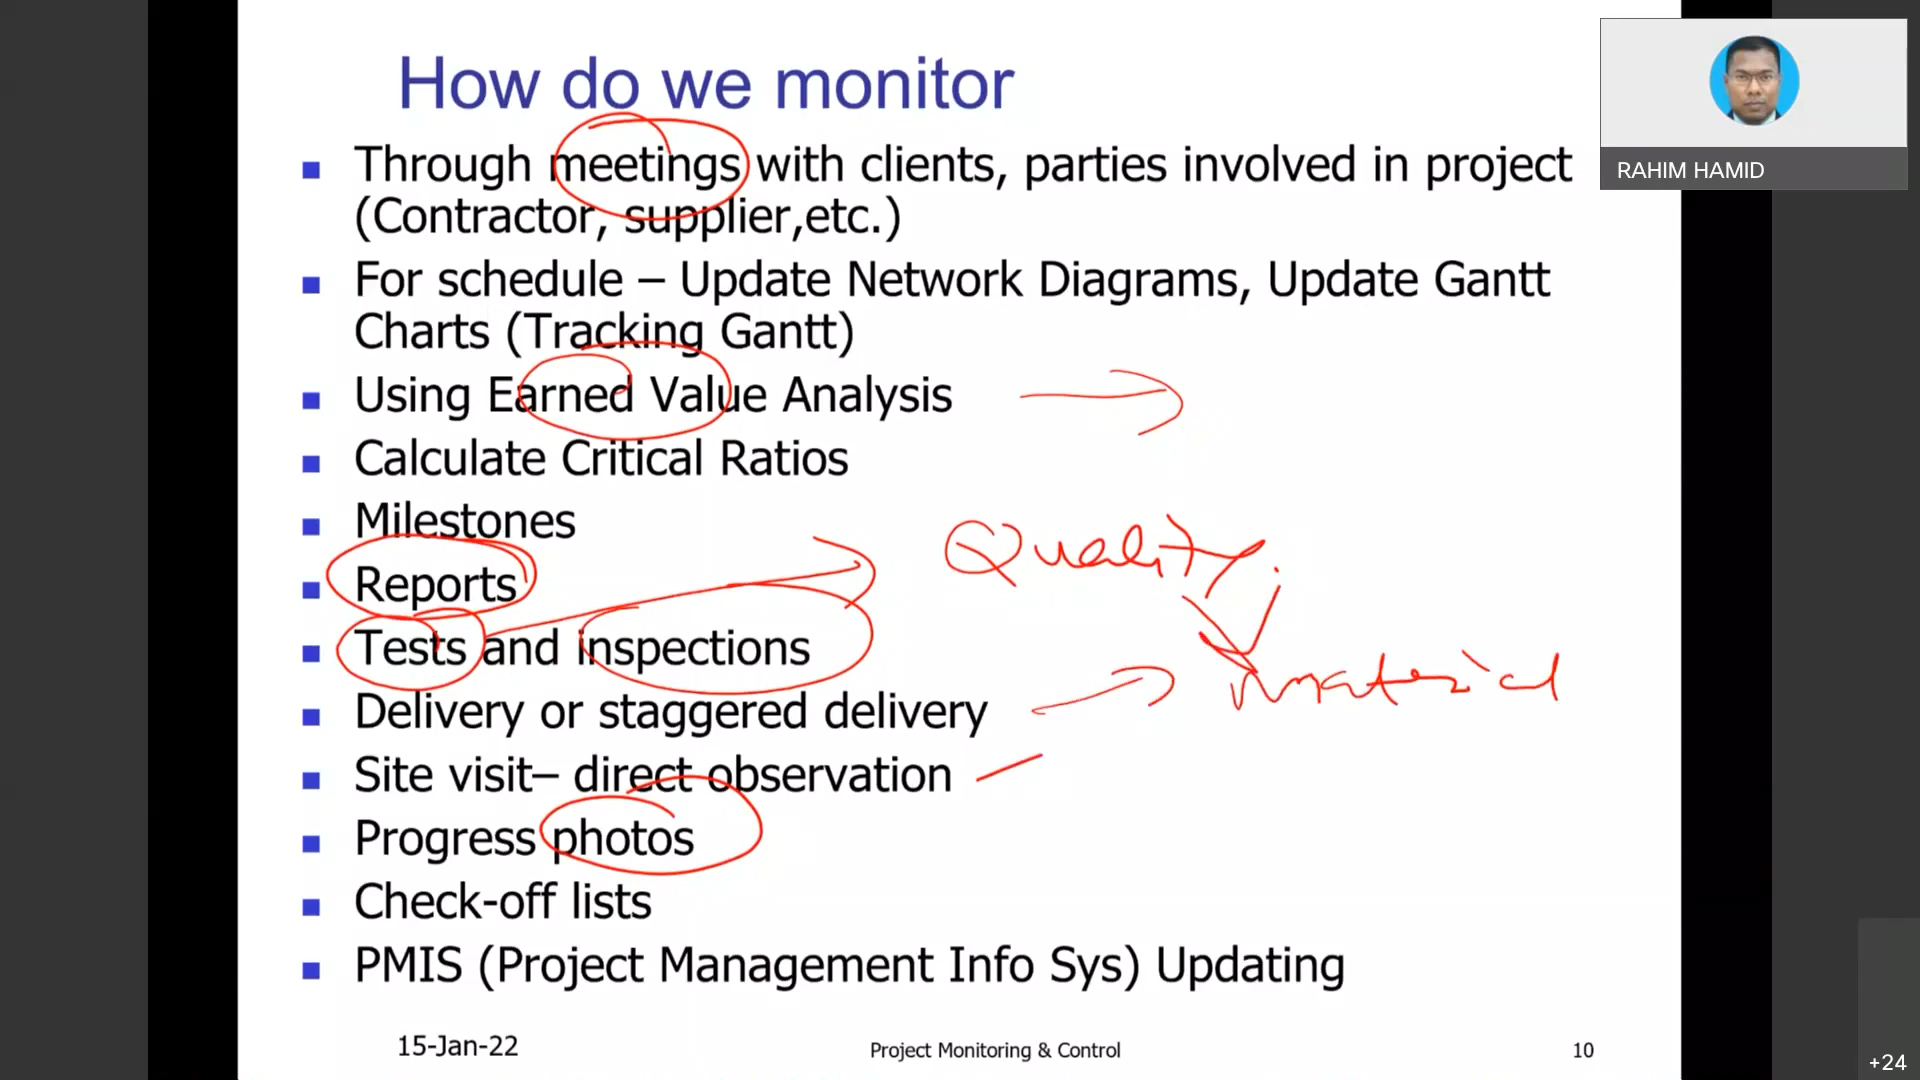 How do we monitor
RAHIM HAMID
Through meetings with clients, parties involved in project
(Contractor, supplier,etc.)
For schedule – Update Network Diagrams, Update Gantt
Charts (Tracking Gantt)
Using Earned Value Analysis
Calculate Critical Ratios
Milestones
Quality
Reports
Tests and inspections
material
Delivery or staggered delivery
Site visit– direct observation
Progress photos
Check-off lists
PMIS (Project Management Info Sys) Updating
15-Jan-22
Project Monitoring & Control
10
+24